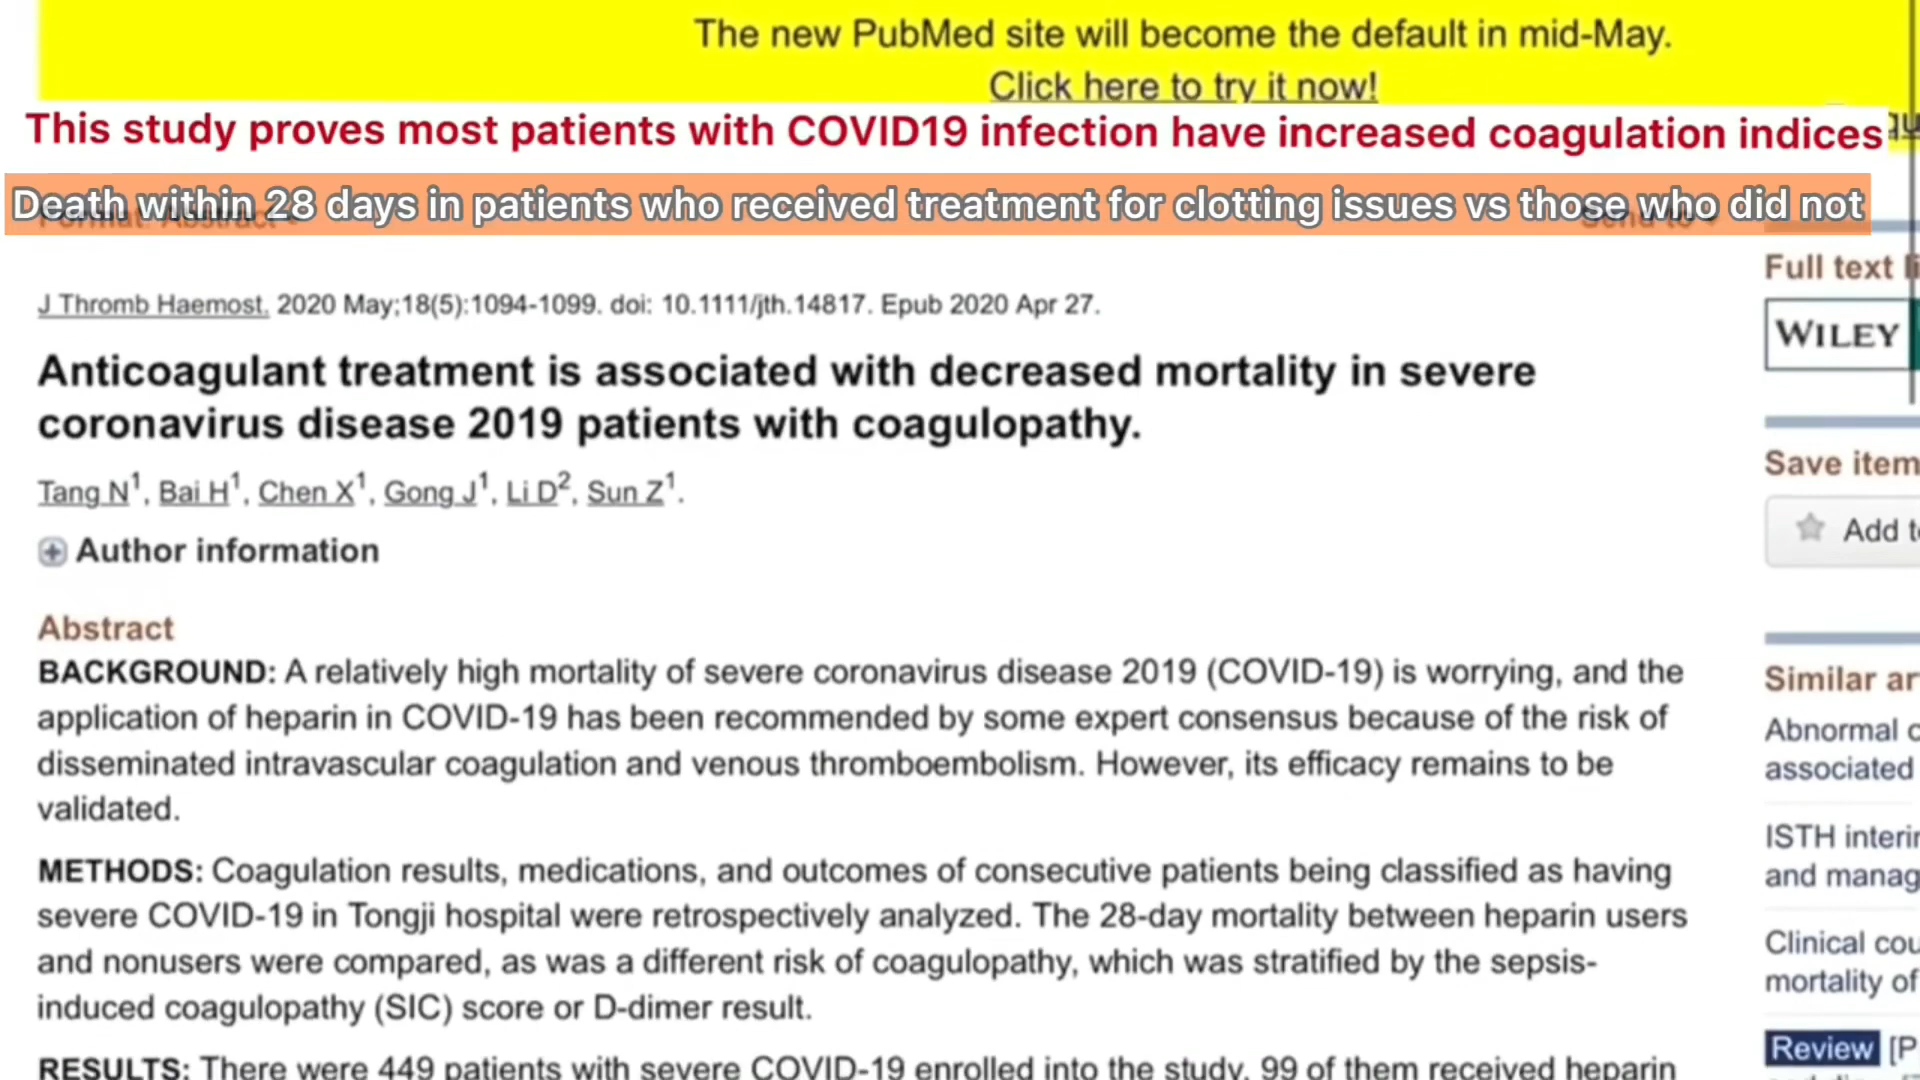 The new PubMed site will become the default in mid-May.
Click here to try it now!
This study proves most patients with COVID19 infection have increased coagulation indices
Death within 28 days in patients who received treatment for clotting issues vs those who did not
Format: Abstract
Send to
Full text
J Thromb Haemost. 2020 May;18(5):1094-1099. doi: 10.1111/jth.14817. Epub 2020 Apr 27.
WILEY
Anticoagulant treatment is associated with decreased mortality in severe
coronavirus disease 2019 patients with coagulopathy.
Save item
Tang N1, Bai H1, Chen X1, Gong J1, Li D2, Sun Z1.
Add
Author information
Abstract
BACKGROUND: A relatively high mortality of severe coronavirus disease 2019 (COVID-19) is worrying, and the
application of heparin in COVID-19 has been recommended by some expert consensus because of the risk of
disseminated intravascular coagulation and venous thromboembolism. However, its efficacy remains to be
validated.
METHODS: Coagulation results, medications, and outcomes of consecutive patients being classified as having
severe COVID-19 in Tongji hospital were retrospectively analyzed. The 28-day mortality between heparin users
and nonusers were compared, as was a different risk of coagulopathy, which was stratified by the sepsis-
induced coagulopathy (SIC) score or D-dimer result.
RESULTS: There were 449 patients with severe COVID-19 enrolled into the study, 99 of them received heparin
Similar
Abnormal
associated
ISTH
and
Clinical
mortality of
Review [P